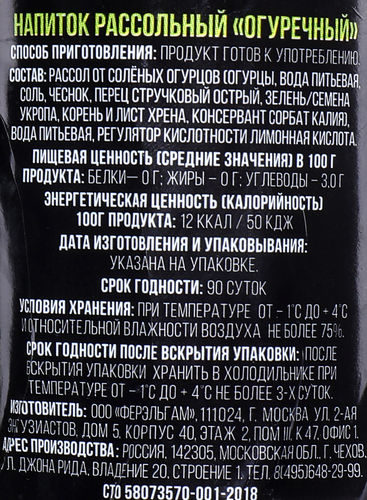 НАПИТОК РАССОЛЬНЫЙ «ОГУРЕЧНЫЙ»
СПОСОБ ПРИГОТОВЛЕНИЯ: ПРОДУКТ ГОТОВ К УПОТРЕБЛЕНИЮ.
СОСТАВ: РАССОЛ ОТ СОЛЁНЫХ ОГУРЦОВ (ОГУРЦЫ, ВОДА ПИТЬЕВАЯ,
СОЛЬ, ЧЕСНОК, ПЕРЕЦ СТРУЧКОВЫЙ ОСТРЫЙ, ЗЕЛЕНЬ/СЕМЕНА
УКРОПА, КОРЕНЬ И ЛИСТ ХРЕНА, КОНСЕРВАНТ СОРБАТ КАЛИЯ),
ВОДА ПИТЬЕВАЯ, РЕГУЛЯТОР КИСЛОТНОСТИ ЛИМОННАЯ КИСЛОТА.
ПИЩЕВАЯ ЦЕННОСТЬ (СРЕДНИЕ ЗНАЧЕНИЯ) В 100 Г
ПРОДУКТА: БЕЛКИ— 0 Г; ЖИРЫ – 0 Г; УГЛЕВОДЫ – 3.0 Г
ЭНЕРГЕТИЧЕСКАЯ ЦЕННОСТЬ (КАЛОРИЙНОСТЬ)
100Г ПРОДУКТА: 12 ККАЛ / 50 КДЖ
ДАТА ИЗГОТОВЛЕНИЯ И УПАКОВЫВАНИЯ:
УКАЗАНА НА УПАКОВКЕ.
СРОК ГОДНОСТИ: 90 СУТОК
УСЛОВИЯ ХРАНЕНИЯ: ПРИ ТЕМПЕРАТУРЕ ОТ – 1°С ДО + 4°С
И ОТНОСИТЕЛЬНОЙ ВЛАЖНОСТИ ВОЗДУХА НЕ БОЛЕЕ 75%.
СРОК ГОДНОСТИ ПОСЛЕ ВСКРЫТИЯ УПАКОВКИ: ПОСЛЕ
ВСКРЫТИЯ УПАКОВКИ ХРАНИТЬ В ХОЛОДИЛЬНИКЕ ПРИ
ТЕМПЕРАТУРЕ ОТ –1°С ДО + 4°С НЕ БОЛЕЕ 3-Х СУТОК.
ИЗГОТОВИТЕЛЬ: ООО «ФЕРЭЛЬГАМ», 111024, Г. МОСКВА УЛ. 2-АЯ
ЭНТУЗИАСТОВ, ДОМ 5, КОРПУС 40, ЭТАЖ 2, ПОМ III, К 47, ОФИС 1.
АДРЕС ПРОИЗВОДСТВА: РОССИЯ, 142305, МОСКОВСКАЯ ОБЛ, Г. ЧЕХОВ,
УЛ. ДЖОНА РИДА, ВЛАДЕНИЕ 20, СТРОЕНИЕ 1. ТЕЛ. 8(495)648-29-99.
СТО 58073570-001-2018